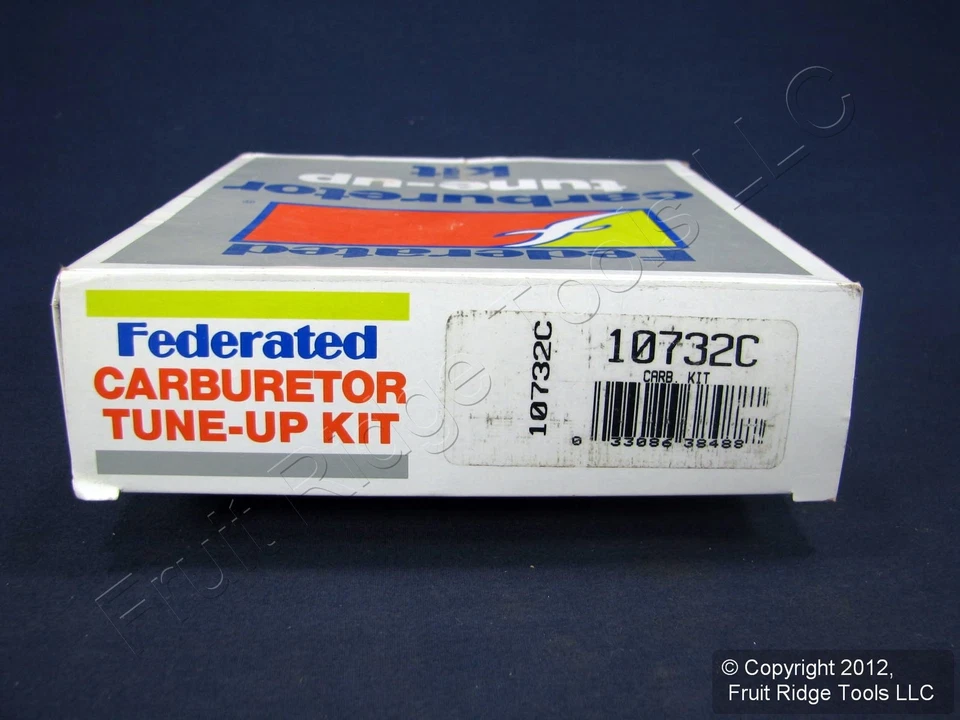 Federated
carburetor
tune-up
Kit
®
Federated
CARBURETOR
TUNE-UP KIT
10732C
10732C
CARB. KIT
0 33086 38488
Fruit Ridge Tools LLC
© Copyright 2012,
Fruit Ridge Tools LLC